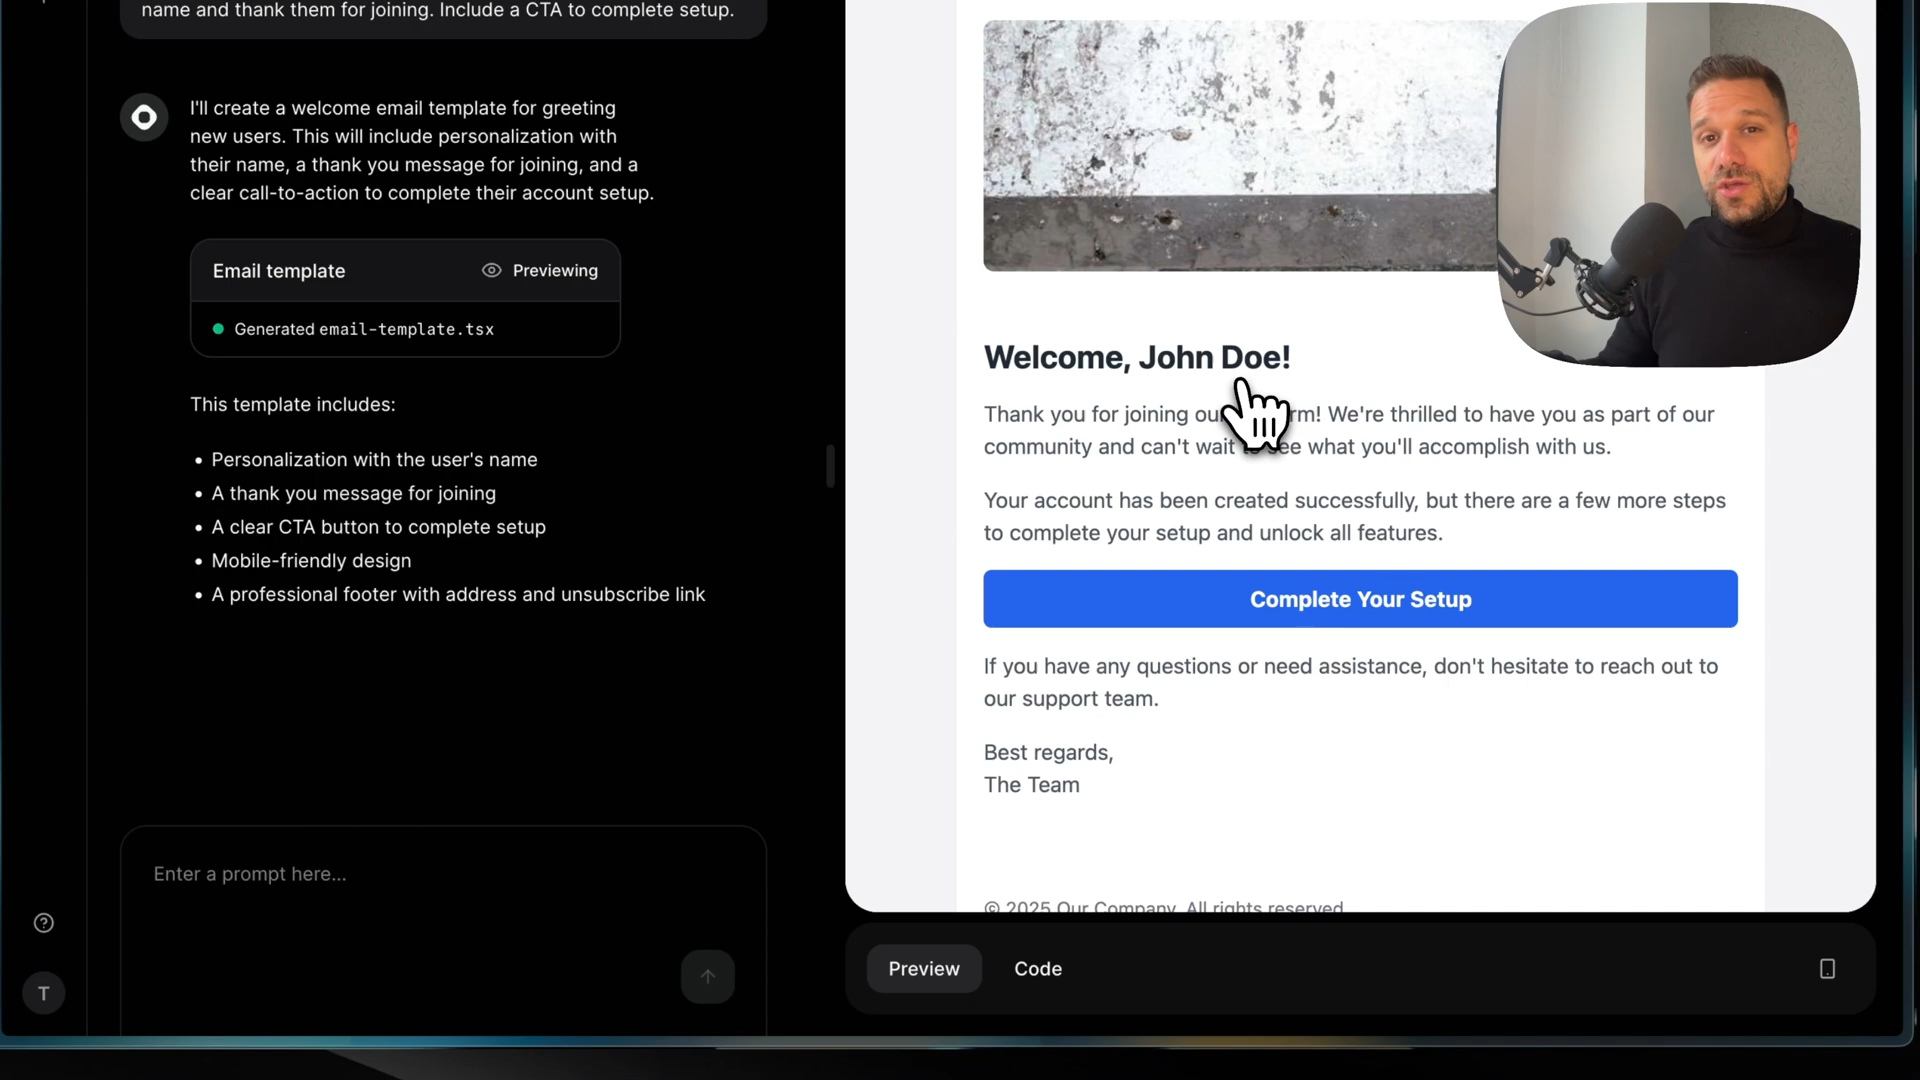 name and thank them for joining. Include a CTA to complete setup.
I'll create a welcome email template for greeting
new users. This will include personalization with
their name, a thank you message for joining, and a
clear call-to-action to complete their account setup.
Email template
Previewing
Generated email-template.tsx
This template includes:
• Personalization with the user's name
• A thank you message for joining
• A clear CTA button to complete setup
• Mobile-friendly design
• A professional footer with address and unsubscribe link
Enter a prompt here...
T
Welcome, John Doe!
Thank you for joining We're thrilled to have you as part of our
community and can't wait what you'll accomplish with us.
Your account has been created successfully, but there are a few more steps
to complete your setup and unlock all features.
Complete Your Setup
If you have any questions or need assistance, don't hesitate to reach out to
our support team.
Best regards,
The Team
© 2025 Our Company. All rights reserved
Preview
Code